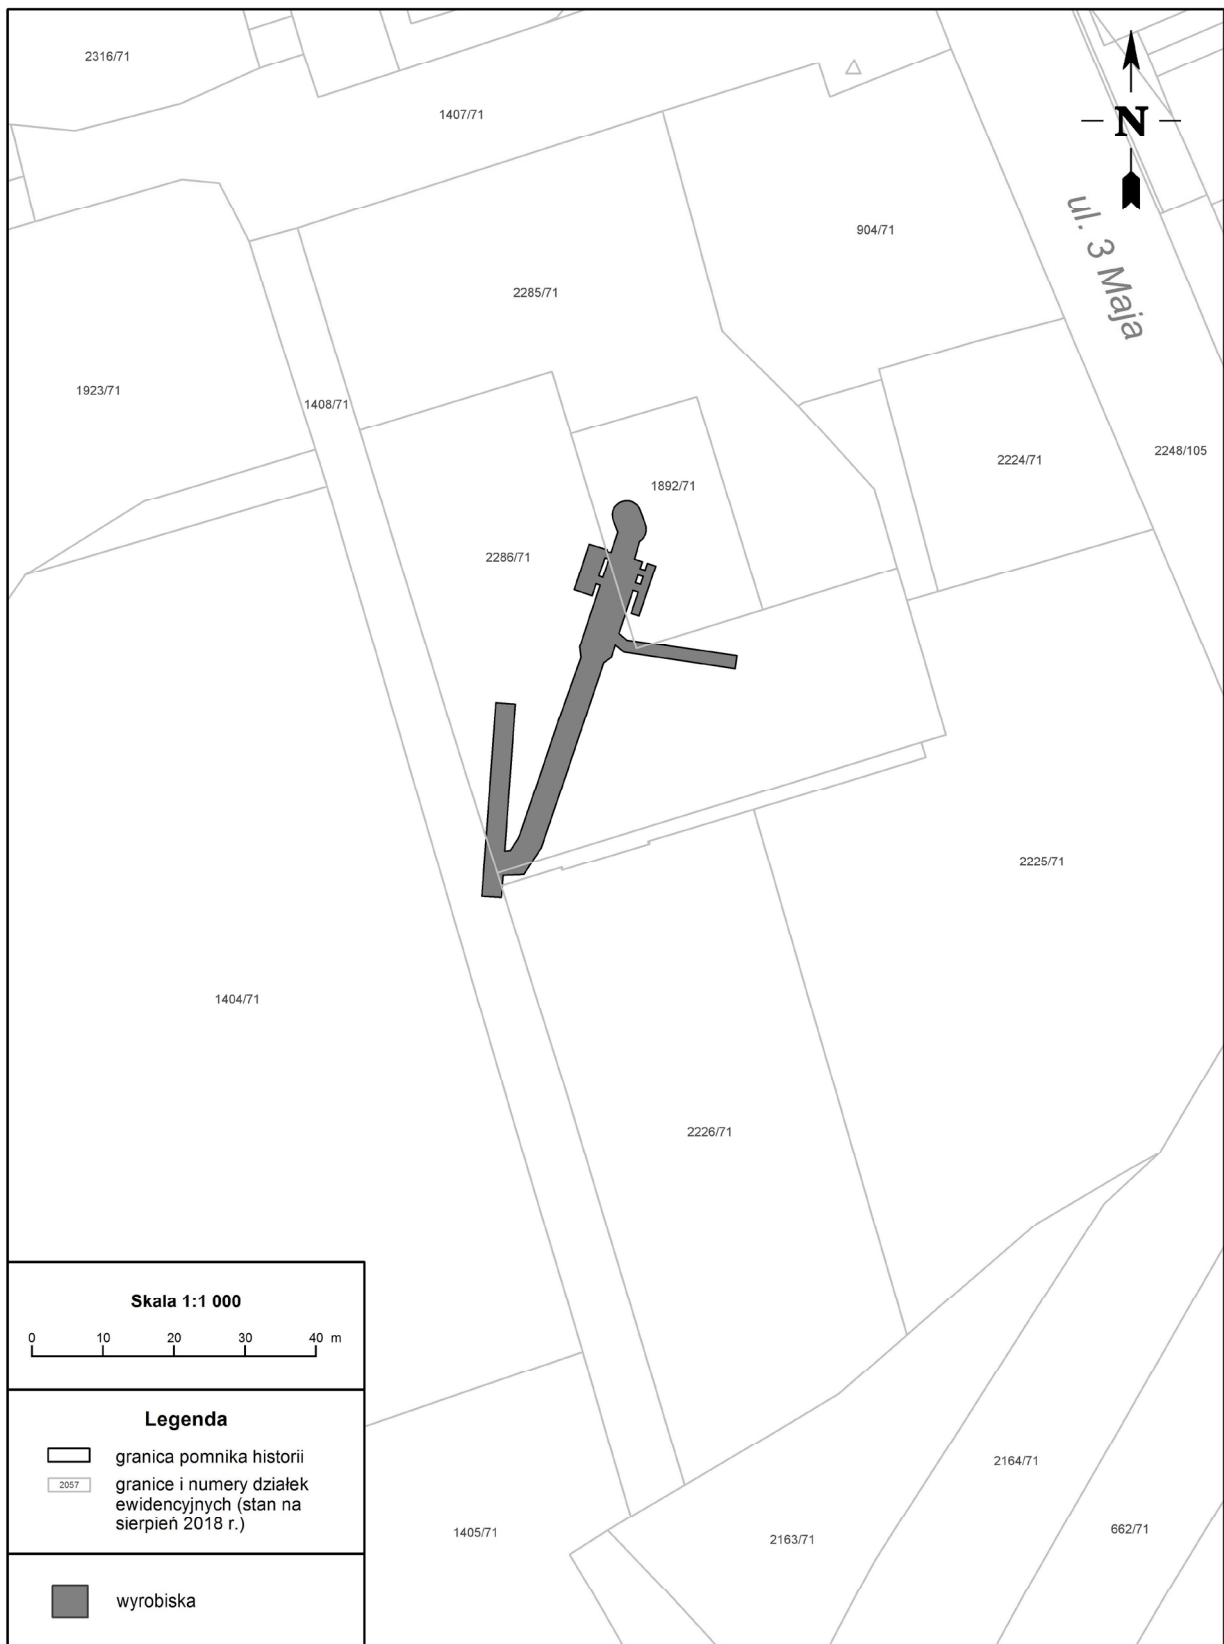 2316/71
1407/71
N
ul. 3 Maja
904/71
2285/71
1923/71
1408/71
2248/105
2224/71
1892/71
2286/71
2225/71
1404/71
2226/71
Skala 1:1 000
0 10 20 30 40 m
Legenda
granica pomnika historii
2057 granice i numery działek
ewidencyjnych (stan na
sierpień 2018 r.)
wyrobiska
2164/71
1405/71
2163/71
662/71